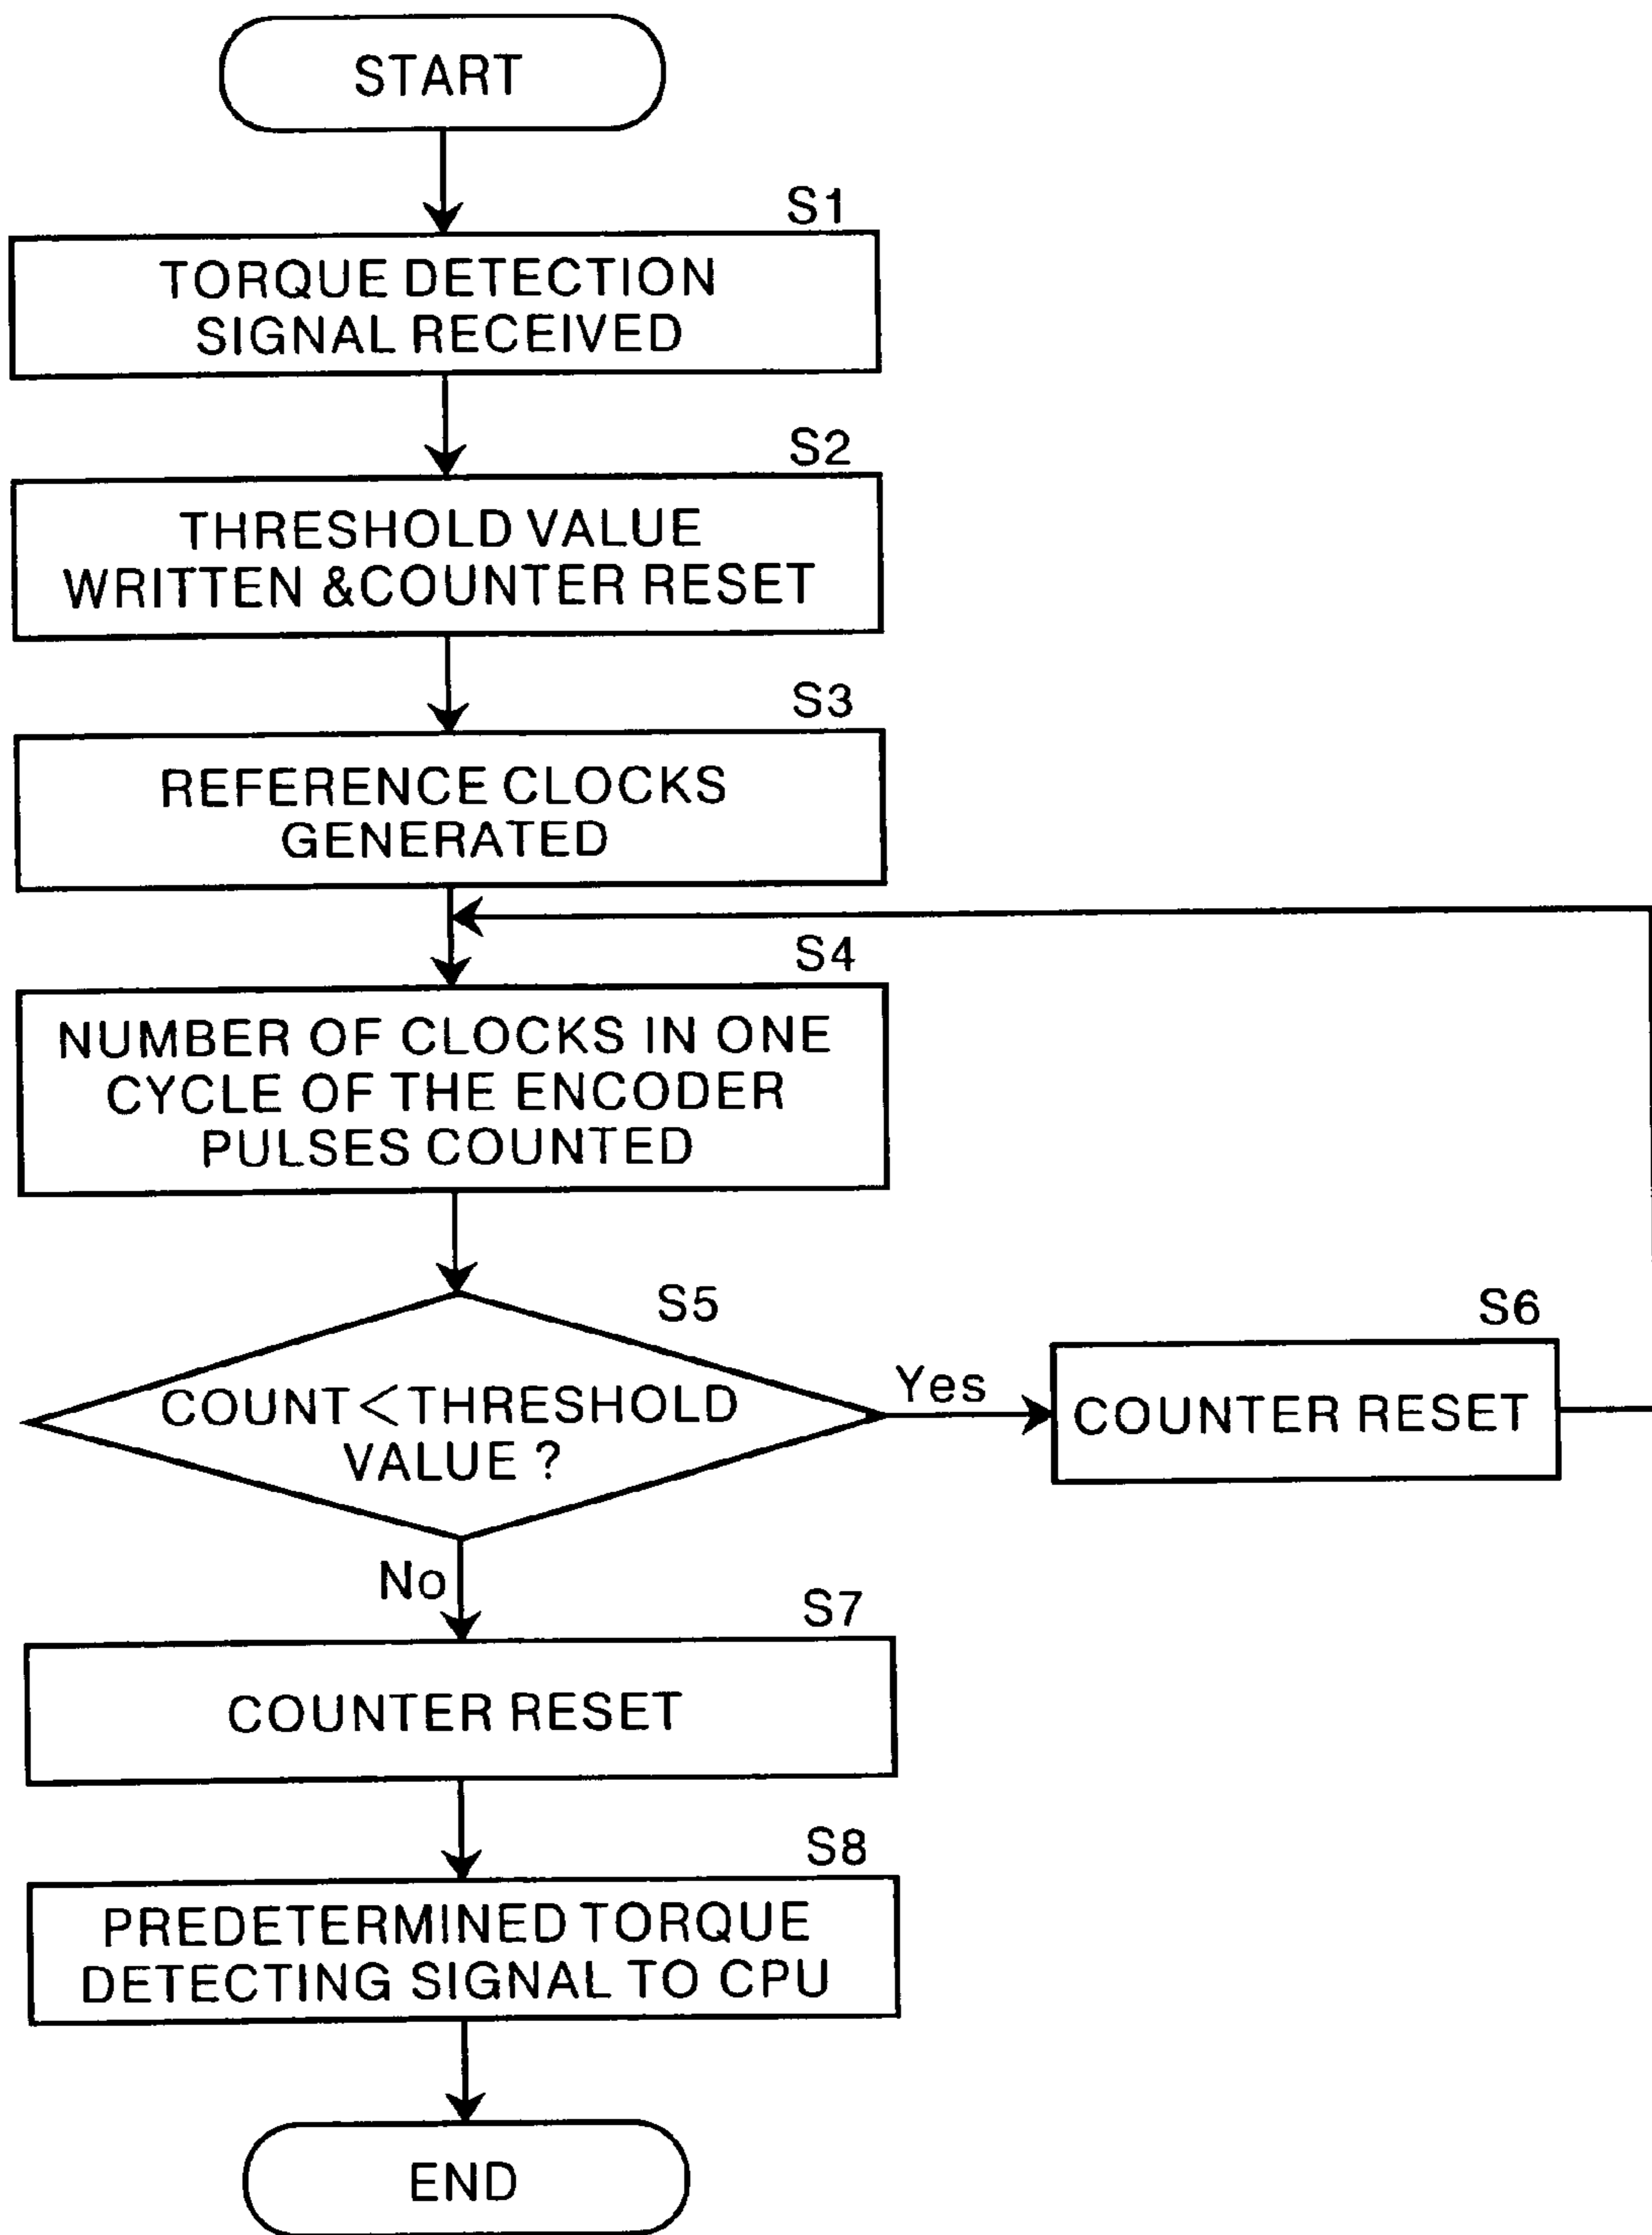 START
S1
TORQUE DETECTION
SIGNAL RECEIVED
S2
THRESHOLD VALUE
WRITTEN &COUNTER RESET
S3
REFERENCE CLOCKS
GENERATED
S4
NUMBER OF CLOCKS IN ONE
CYCLE OF THE ENCODER
PULSES COUNTED
S5
COUNT<THRESHOLD
VALUE ?
Yes
S6
COUNTER RESET
No
S7
COUNTER RESET
S8
PREDETERMINED TORQUE
DETECTING SIGNAL TO CPU
END